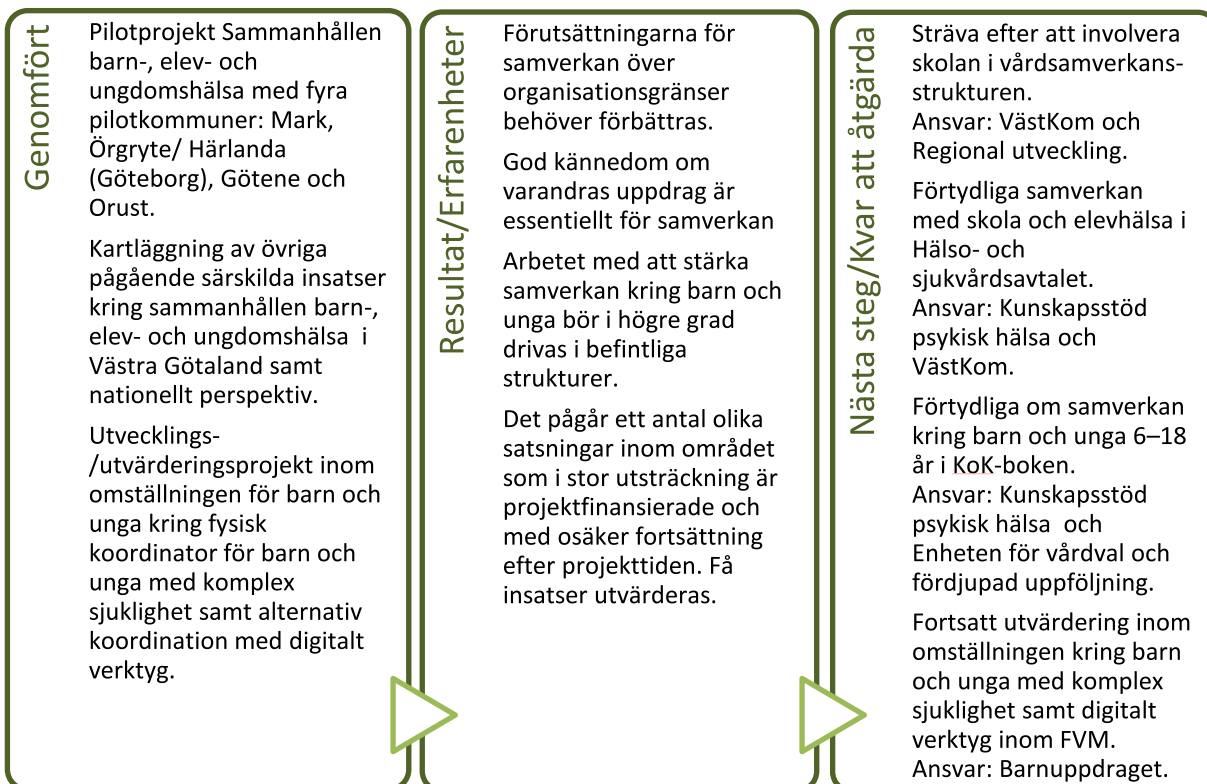 Genomfört
Pilotprojekt Sammanhållen
barn-, elev- och
ungdomshälsa med fyra
pilotkommuner: Mark,
Örgryte/ Härlanda
(Göteborg), Götene och
Orust.
Kartläggning av övriga
pågående särskilda insatser
kring sammanhållen barn-,
elev- och ungdomshälsa i
Västra Götaland samt
nationellt perspektiv.
Utvecklings-
/utvärderingsprojekt inom
omställningen för barn och
unga kring fysisk
koordinator för barn och
unga med komplex
sjuklighet samt alternativ
koordination med digitalt
verktyg.
Resultat/Erfarenheter
Förutsättningarna för
samverkan över
organisationsgränser
behöver förbättras.
God kännedom om
varandras uppdrag är
essentiellt för samverkan
Arbetet med att stärka
samverkan kring barn och
unga bör i högre grad
drivas i befintliga
strukturer.
Det pågår ett antal olika
satsningar inom området
som i stor utsträckning är
projektfinansierade och
med osäker fortsättning
efter projekttiden. Få
insatser utvärderas.
Nästa steg/Kvar att åtgärda
Sträva efter att involvera
skolan i vårdsamverkans-
strukturen.
Ansvar: VästKom och
Regional utveckling.
Förtydliga samverkan
med skola och elevhälsa i
Hälso- och
sjukvårdsavtalet.
Ansvar: Kunskapsstöd
psykisk hälsa och
VästKom.
Förtydliga om samverkan
kring barn och unga 6–18
år i KoK-boken.
Ansvar: Kunskapsstöd
psykisk hälsa och
Enheten för vårdval och
fördjupad uppföljning.
Fortsatt utvärdering inom
omställningen kring barn
och unga med komplex
sjuklighet samt digitalt
verktyg inom FVM.
Ansvar: Barnuppdraget.